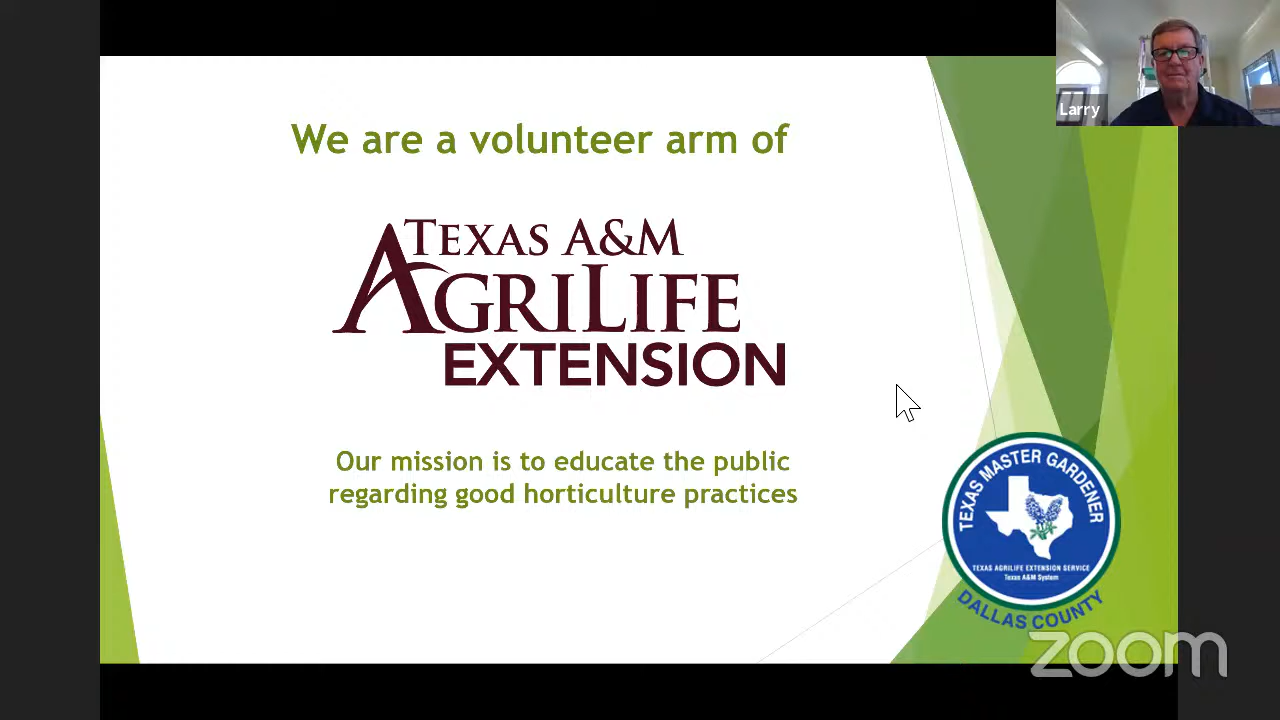 Larry
We are a volunteer arm of
TEXAS A&M
AGRILIFE
EXTENSION
Our mission is to educate the public
regarding good horticulture practices
TEXAS MASTER GARDENER
TEXAS AGRILIFE EXTENSION SERVICE
Texas A&M System
DALLAS COUNTY
zoom